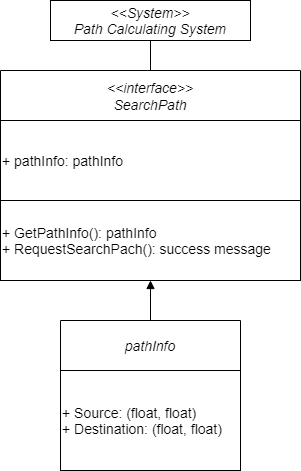 <<System>>
Path Calculating System
<<interface>>
SearchPath
+ pathInfo: pathInfo
+ GetPathInfo(): pathInfo
+ RequestSearchPach(): success message
pathInfo
+ Source: (float, float)
+ Destination: (float, float)